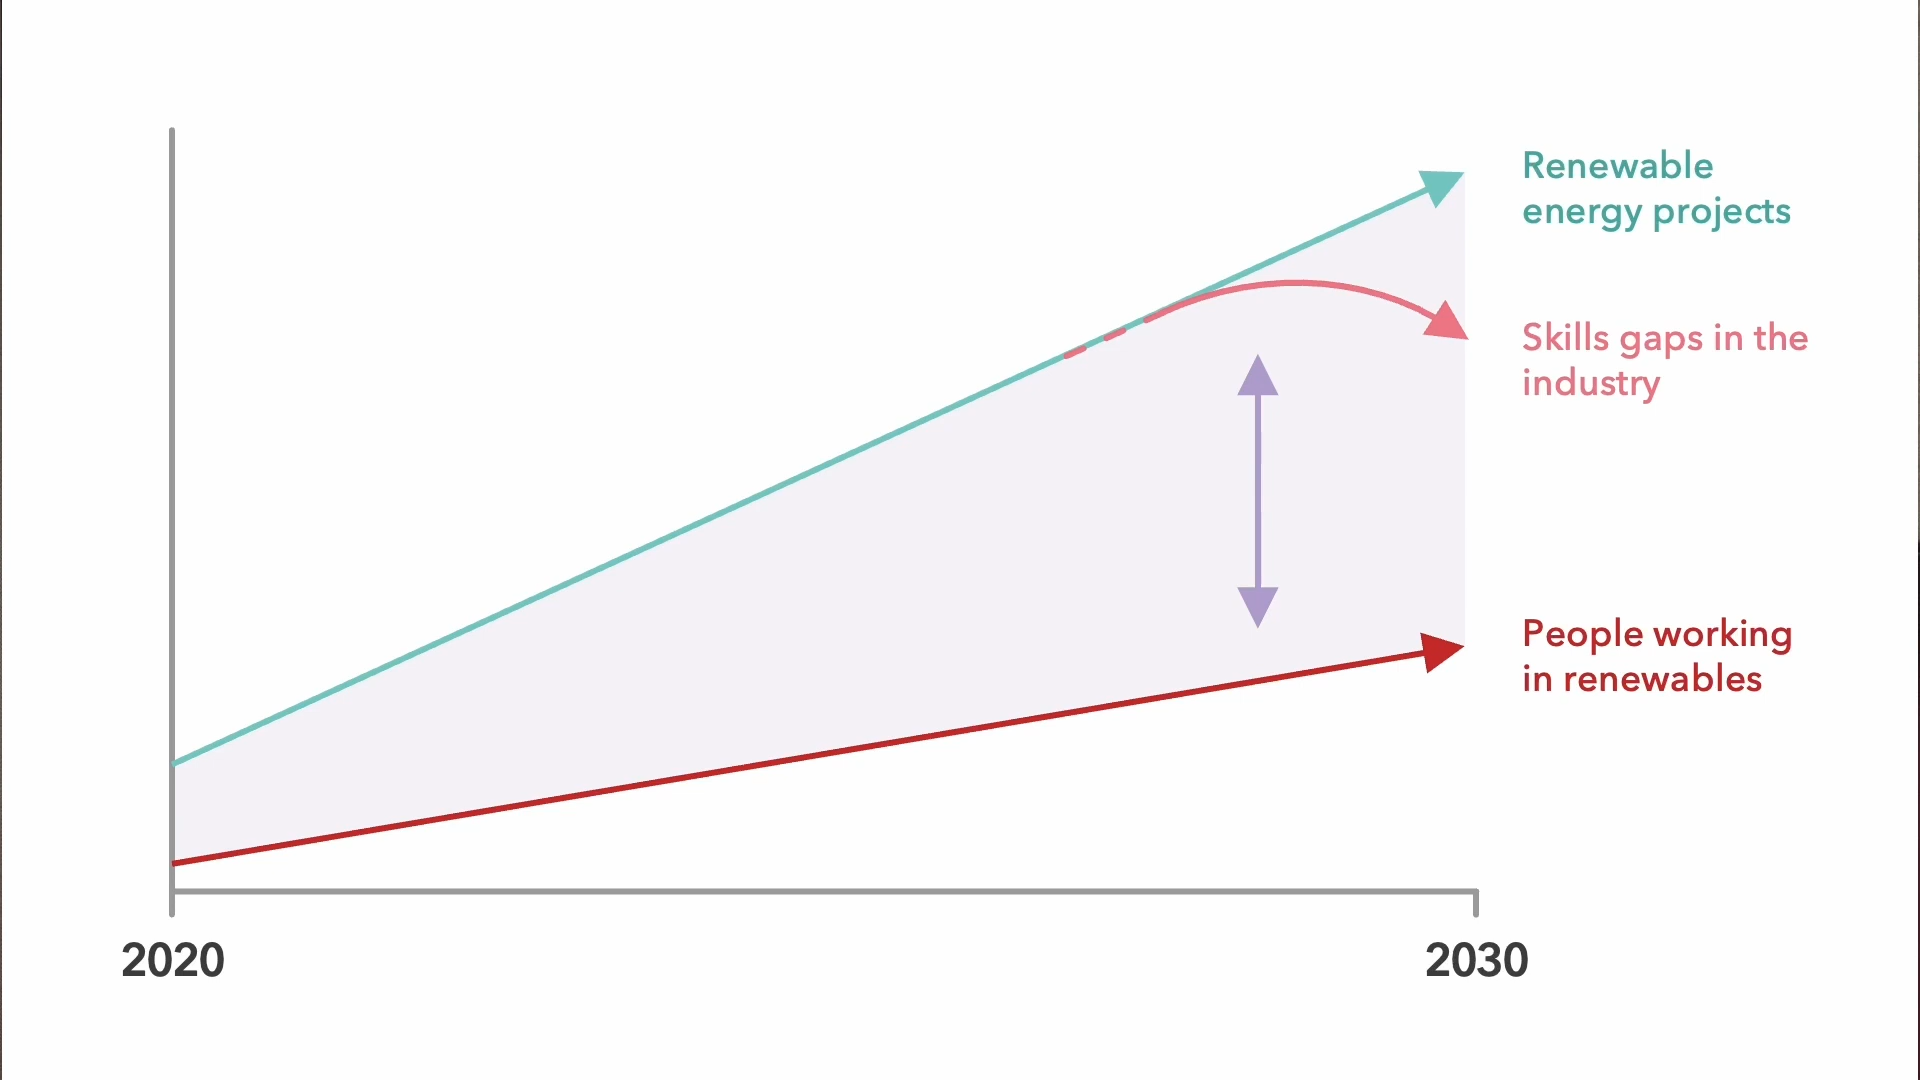 Renewable
energy projects
Skills gaps in the
industry
People working
in renewables
2020
2030